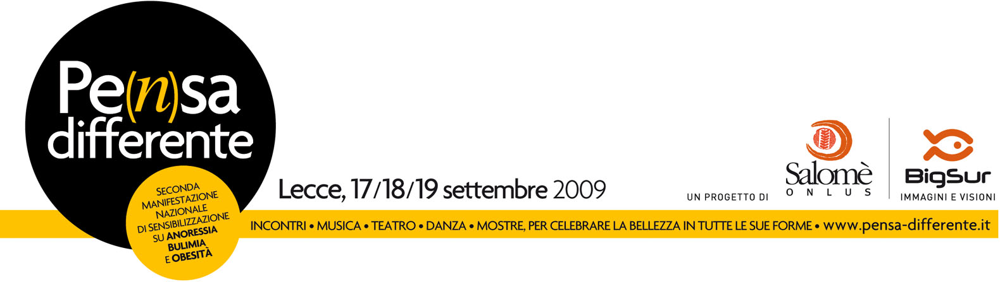 Pe(n)sa
differente
SECONDA
MANIFESTAZIONE
NAZIONALE
DI SENSIBILIZZAZIONE
SU ANORESSIA
BULIMIA
E OBESITÀ
Lecce, 17/18/19 settembre 2009
UN PROGETTO DI
Salomè
ONLUS
BigSur
IMMAGINI E VISIONI
INCONTRI • MUSICA • TEATRO • DANZA • MOSTRE, PER CELEBRARE LA BELLEZZA IN TUTTE LE SUE FORME • www.pensa-differente.it